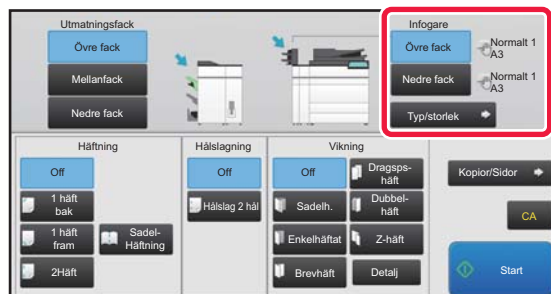 Utmatningsfack
Övre fack
Mellanfack
Nedre fack
Infogare
Övre fack
Normalt 1
A3
Nedre fack
Normalt 1
A3
Typ/storlek
Häftning
Off
1 häft
bak
1 häft
fram
2Häft
Sadel-
Häftning
Hålslagning
Off
Hålslag 2 hål
Vikning
Off
Sadelh.
Enkelhäftat
Brevhäft
Dragsps-
häft
Dubbel-
häft
Z-häft
Detalj
Kopior/Sidor
CA
Start